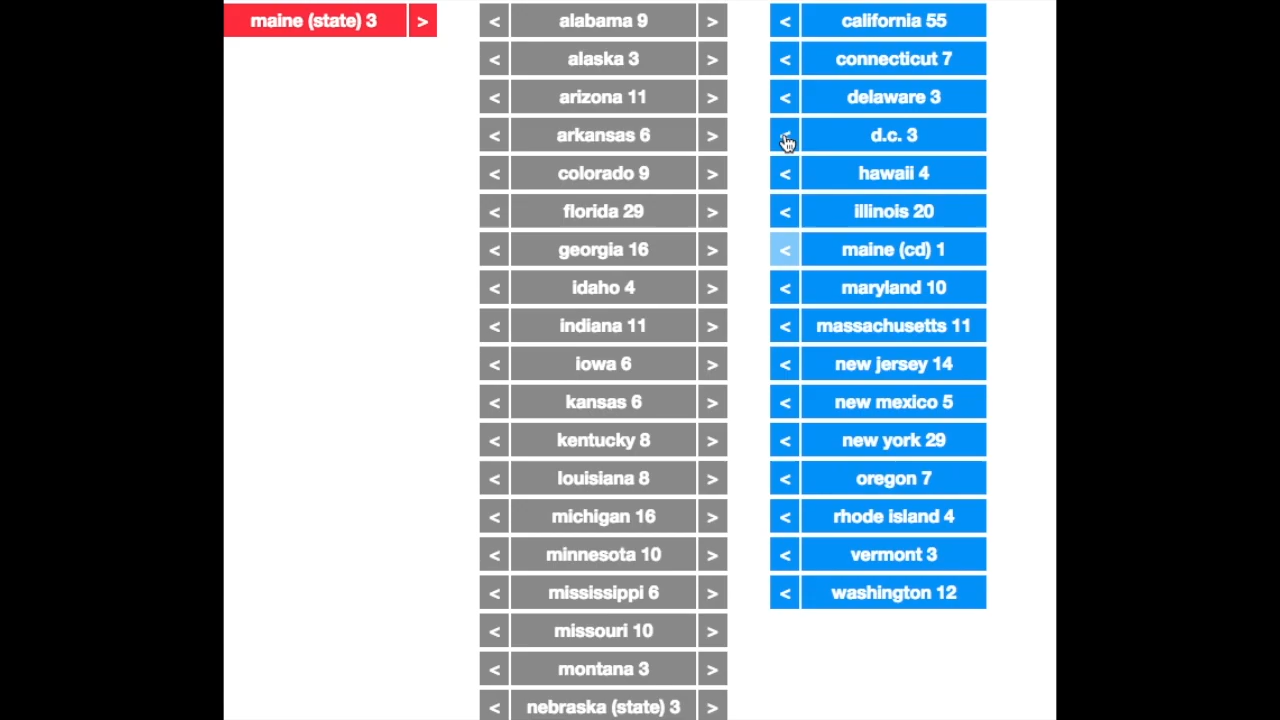 maine (state) 3 >
< alabama 9 >
< alaska 3 >
< arizona 11 >
< arkansas 6 >
< colorado 9 >
< florida 29 >
< georgia 16 >
< idaho 4 >
< indiana 11 >
< iowa 6 >
< kansas 6 >
< kentucky 8 >
< louisiana 8 >
< michigan 16 >
< minnesota 10 >
< mississippi 6 >
< missouri 10 >
< montana 3 >
< nebraska (state) 3 >
< california 55
< connecticut 7
< delaware 3
< d.c. 3
< hawaii 4
< illinois 20
< maine (cd) 1
< maryland 10
< massachusetts 11
< new jersey 14
< new mexico 5
< new york 29
< oregon 7
< rhode island 4
< vermont 3
< washington 12